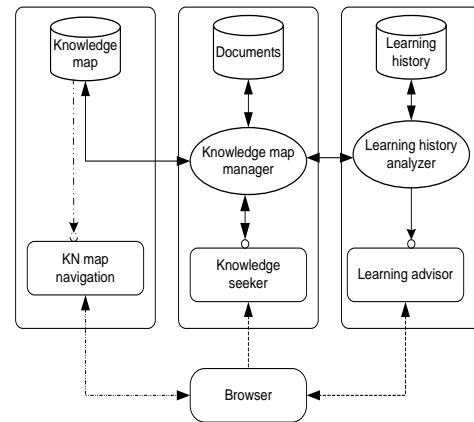 Knowledge
map
Documents
Learning
history
Knowledge map
manager
Learning history
analyzer
KN map
navigation
Knowledge
seeker
Learning advisor
Browser